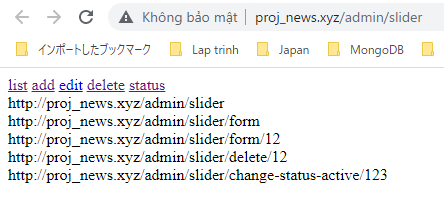 Không bảo mật | proj_news.xyz/admin/slider
インポートしたブックマーク Lap trinh Japan MongoDB
list add edit delete status
http://proj_news.xyz/admin/slider
http://proj_news.xyz/admin/slider/form
http://proj_news.xyz/admin/slider/form/12
http://proj_news.xyz/admin/slider/delete/12
http://proj_news.xyz/admin/slider/change-status-active/123